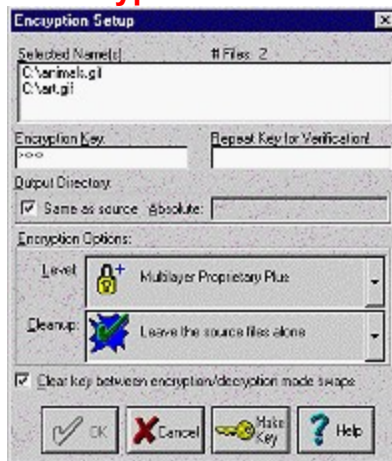 Encryption Setup
Selected Name(s): # Files: 2
C:\animals.gif
C:\art.gif
Encryption Key: Repeat Key for Verification!
Output Directory:
Same as source Absolute:
Encryption Options:
Level: Multilayer Proprietary Plus
Cleanup: Leave the source files alone
Clear key between encryption/decryption mode swaps
OK Cancel Make Key Help